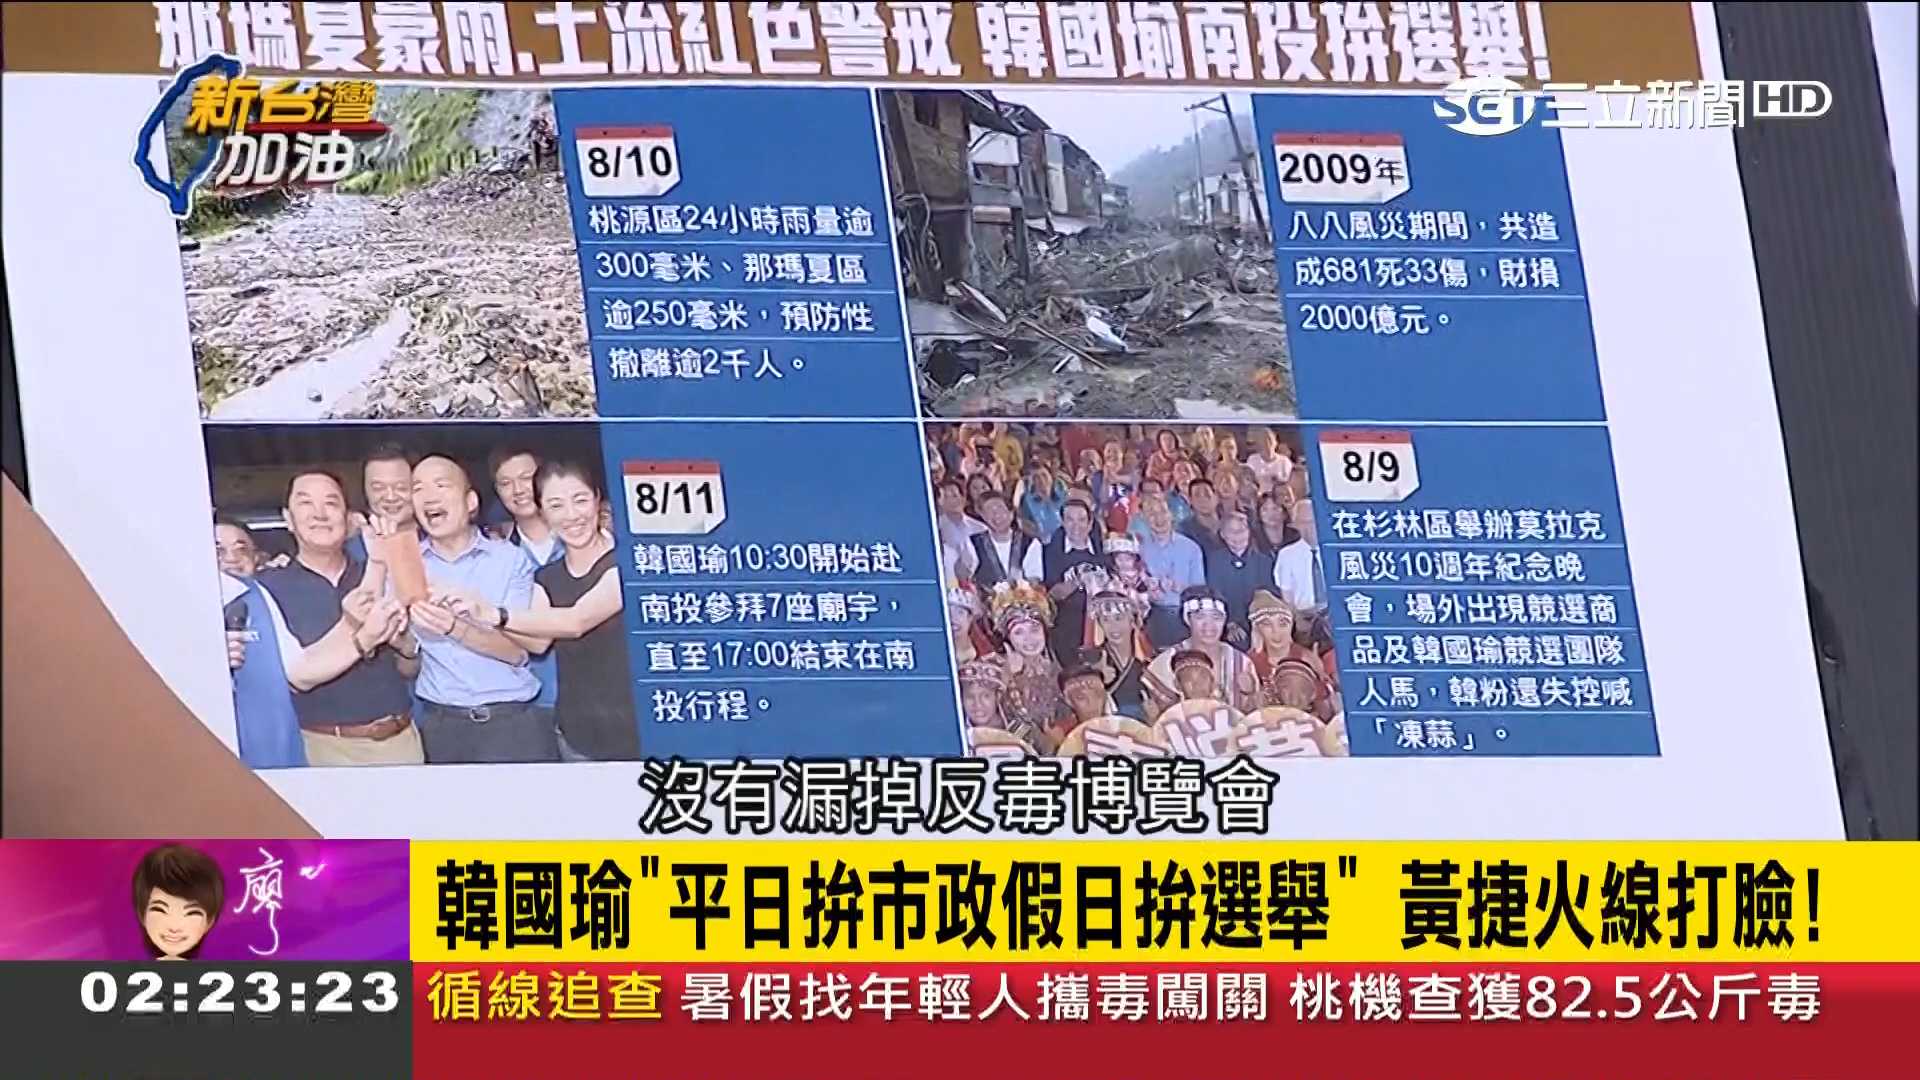 那瑪夏豪雨、土流紅色警戒 韓國瑜南投拚選舉!
新台灣
加油
SET三立新聞HD
8/10
桃源區24小時雨量逾
300毫米、那瑪夏區
逾250毫米，預防性
撤離逾2千人。
2009年
八八風災期間，共造
成681死33傷，財損
2000億元。
8/11
韓國瑜10:30開始赴
南投參拜7座廟宇，
直至17:00結束在南
投行程。
8/9
在杉林區舉辦莫拉克
風災10週年紀念晚
會，場外出現競選商
品及韓國瑜競選團隊
人馬，韓粉還失控喊
「凍蒜」。
沒有漏掉反毒博覽會
廖
韓國瑜"平日拚市政假日拚選舉" 黃捷火線打臉!
02:23:23
循線追查 暑假找年輕人攜毒闖關 桃機查獲82.5公斤毒